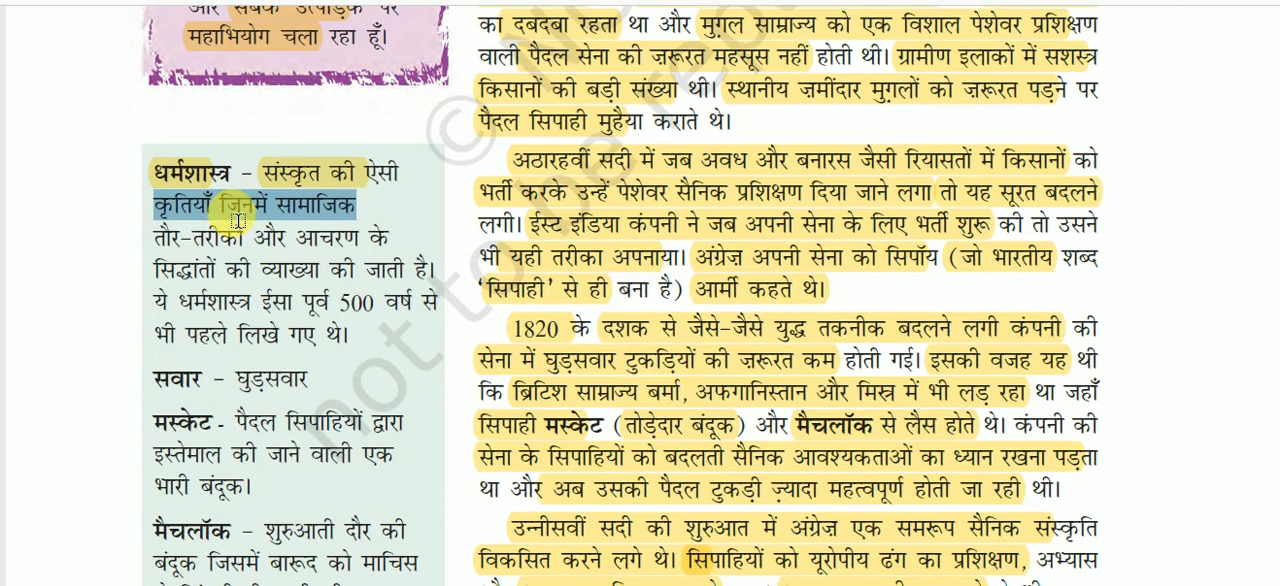 और सबके उत्पीड़क पर
महाभियोग चला रहा हूँ।
धर्मशास्त्र – संस्कृत की ऐसी
कृतियाँ जिनमें सामाजिक
तौर-तरीकों और आचरण के
सिद्धांतों की व्याख्या की जाती है।
ये धर्मशास्त्र ईसा पूर्व 500 वर्ष से
भी पहले लिखे गए थे।
सवार – घुड़सवार
मस्केट - पैदल सिपाहियों द्वारा
इस्तेमाल की जाने वाली एक
भारी बंदूक।
मैचलॉक – शुरुआती दौर की
बंदूक जिसमें बारूद को माचिस
का दबदबा रहता था और मुग़ल साम्राज्य को एक विशाल पेशेवर प्रशिक्षण
वाली पैदल सेना की ज़रूरत महसूस नहीं होती थी। ग्रामीण इलाकों में सशस्त्र
किसानों की बड़ी संख्या थी। स्थानीय ज़मींदार मुग़लों को ज़रूरत पड़ने पर
पैदल सिपाही मुहैया कराते थे।
अठारहवीं सदी में जब अवध और बनारस जैसी रियासतों में किसानों को
भर्ती करके उन्हें पेशेवर सैनिक प्रशिक्षण दिया जाने लगा तो यह सूरत बदलने
लगी। ईस्ट इंडिया कंपनी ने जब अपनी सेना के लिए भर्ती शुरू की तो उसने
भी यही तरीका अपनाया। अंग्रेज़ अपनी सेना को सिपॉय (जो भारतीय शब्द
‘सिपाही’ से ही बना है) आर्मी कहते थे।
1820 के दशक से जैसे-जैसे युद्ध तकनीक बदलने लगी कंपनी की
सेना में घुड़सवार टुकड़ियों की ज़रूरत कम होती गई। इसकी वजह यह थी
कि ब्रिटिश साम्राज्य बर्मा, अफगानिस्तान और मिस्र में भी लड़ रहा था जहाँ
सिपाही मस्केट (तोड़ेदार बंदूक) और मैचलॉक से लैस होते थे। कंपनी की
सेना के सिपाहियों को बदलती सैनिक आवश्यकताओं का ध्यान रखना पड़ता
था और अब उसकी पैदल टुकड़ी ज़्यादा महत्वपूर्ण होती जा रही थी।
उन्नीसवीं सदी की शुरुआत में अंग्रेज़ एक समरूप सैनिक संस्कृति
विकसित करने लगे थे। सिपाहियों को यूरोपीय ढंग का प्रशिक्षण, अभ्यास
not to be rep